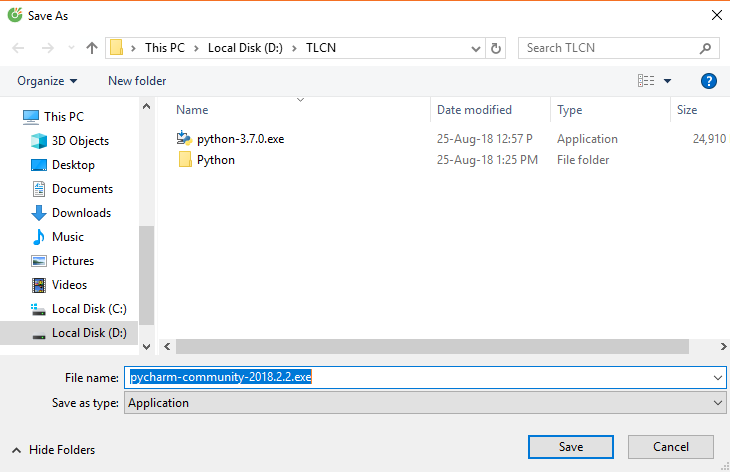 Save As
This PC > Local Disk (D:) > TLCN
Search TLCN
Organize
New folder
?
This PC
3D Objects
Desktop
Documents
Downloads
Music
Pictures
Videos
Local Disk (C:)
Local Disk (D:)
Name Date modified Type Size
python-3.7.0.exe 25-Aug-18 12:57 P Application 24,910
Python 25-Aug-18 1:25 PM File folder
File name: pycharm-community-2018.2.2.exe
Save as type: Application
Hide Folders
Save
Cancel